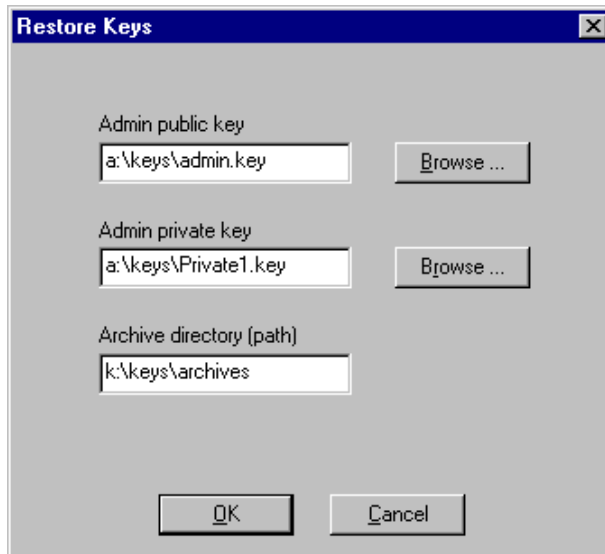 Restore Keys
Admin public key
a:\keys\admin.key
Browse ...
Admin private key
a:\keys\Private1.key
Browse ...
Archive directory (path)
k:\keys\archives
OK
Cancel